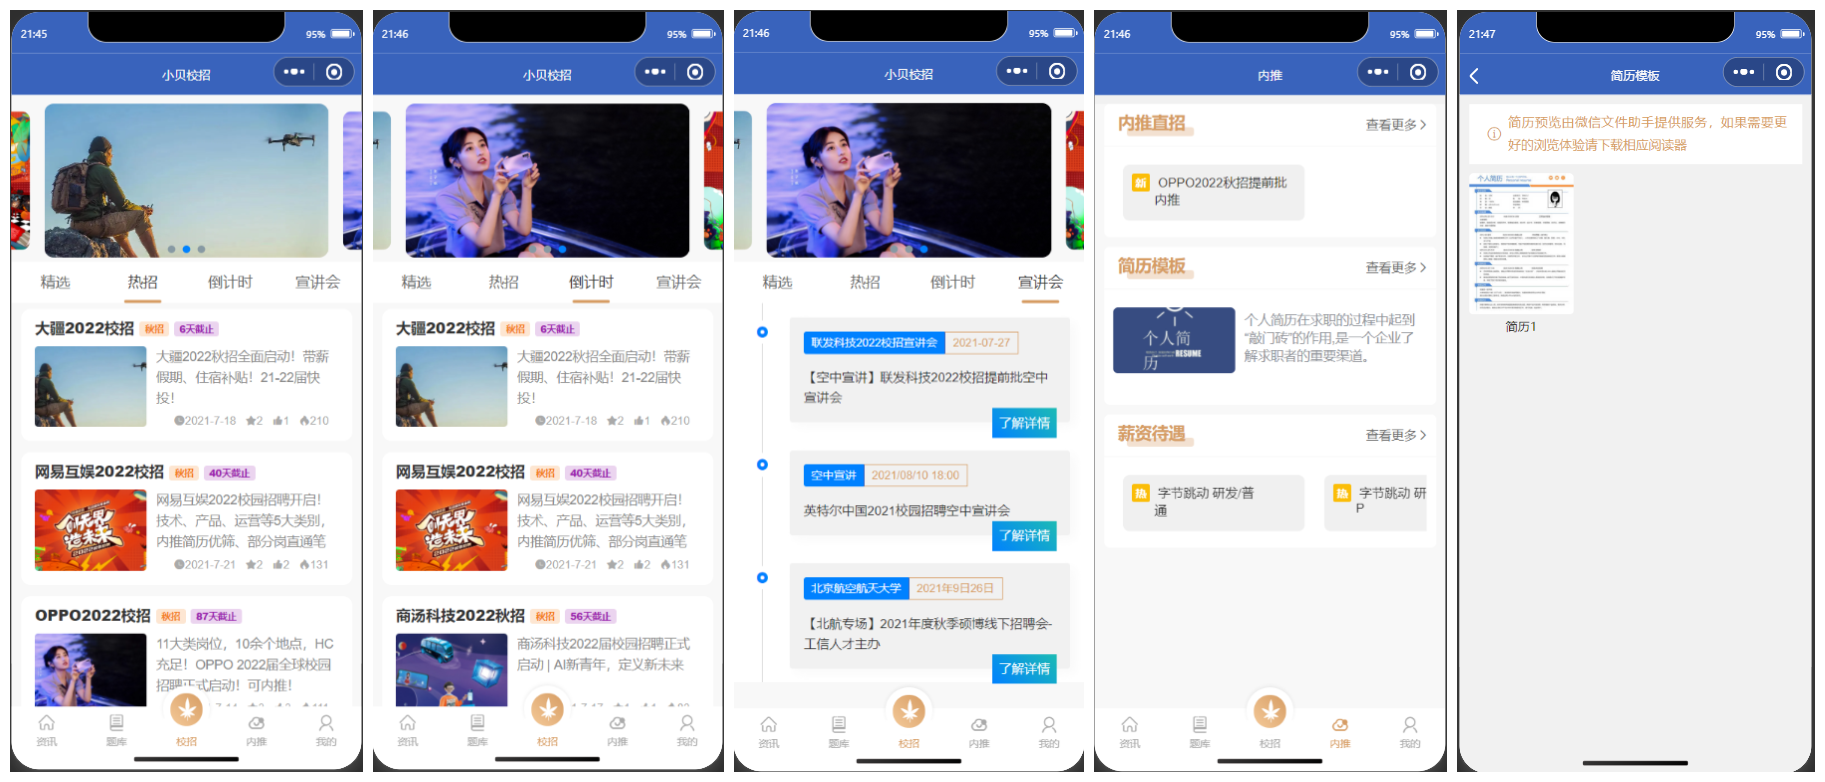 21:45
95%
小贝校招
精选 热招 倒计时 宣讲会
大疆2022校招 秋招 6天截止
大疆2022秋招全面启动！带薪
假期、住宿补贴！21-22届快
投！
2021-7-18 2 1 210
网易互娱2022校招 秋招 40天截止
创无界
造未来
网易互娱2022校园招聘开启！
技术、产品、运营等5大类别，
内推简历优筛、部分岗直通笔
2021-7-21 2 2 131
OPPO2022校招 秋招 87天截止
11大类岗位，10余个地点，HC
充足！OPPO 2022届全球校园
招聘正式启动！可内推！
资讯 题库 校招 内推 我的
21:46
95%
小贝校招
精选 热招 倒计时 宣讲会
大疆2022校招 秋招 6天截止
大疆2022秋招全面启动！带薪
假期、住宿补贴！21-22届快
投！
2021-7-18 2 1 210
网易互娱2022校招 秋招 40天截止
创无界
造未来
网易互娱2022校园招聘开启！
技术、产品、运营等5大类别，
内推简历优筛、部分岗直通笔
2021-7-21 2 2 131
商汤科技2022秋招 秋招 56天截止
商汤科技2022届校园招聘正式
启动 | AI新青年，定义新未来
资讯 题库 校招 内推 我的
21:46
95%
小贝校招
精选 热招 倒计时 宣讲会
联发科技2022校招宣讲会 2021-07-27
【空中宣讲】联发科技2022校招提前批空中
宣讲会
了解详情
空中宣讲 2021/08/10 18:00
英特尔中国2021校园招聘空中宣讲会
了解详情
北京航空航天大学 2021年9日26日
【北航专场】2021年度秋季硕博线下招聘会-
工信人才主办
了解详情
资讯 题库 校招 内推 我的
21:46
95%
内推
内推直招 查看更多
新 OPPO2022秋招提前批
内推
简历模板 查看更多
个人简
历 RESUME
个人简历在求职的过程中起到
“敲门砖”的作用,是一个企业了
解求职者的重要渠道。
薪资待遇 查看更多
热 字节跳动 研发/普
通
热 字节跳动 研
P
资讯 题库 校招 内推 我的
21:47
95%
简历模板
简历预览由微信文件助手提供服务，如果需要更
好的浏览体验请下载相应阅读器
个人简历
简历1